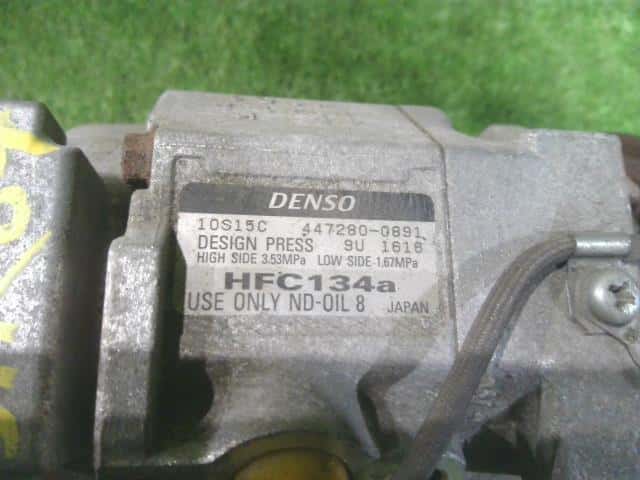 DENSO
10S15C 447280-0891
DESIGN PRESS 9U 1616
HIGH SIDE 3.53MPa LOW SIDE 1.67MPa
HFC134a
USE ONLY ND-OIL 8 JAPAN